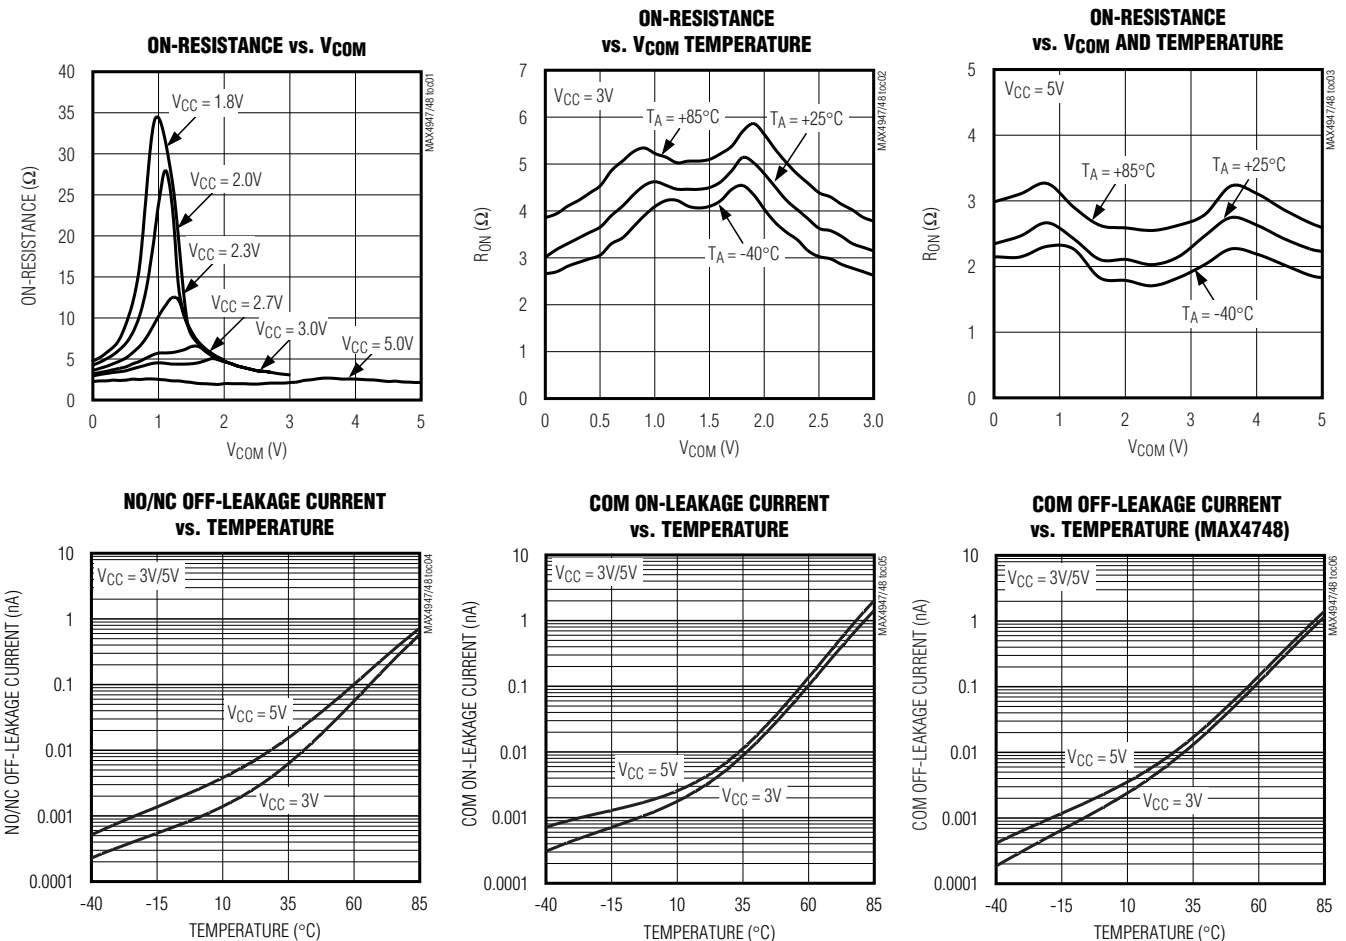 ON-RESISTANCE vs. VCOM
40
35
30
25
20
15
10
5
0
ON-RESISTANCE (Ω)
VCC = 1.8V
VCC = 2.0V
VCC = 2.3V
VCC = 2.7V
VCC = 3.0V
VCC = 5.0V
MAX4947/48 toc01
0 1 2 3 4 5
VCOM (V)
ON-RESISTANCE
vs. VCOM TEMPERATURE
7
6
5
4
3
2
1
0
RON (Ω)
VCC = 3V
TA = +85°C
TA = +25°C
TA = -40°C
MAX4947/48 toc02
0 0.5 1.0 1.5 2.0 2.5 3.0
VCOM (V)
ON-RESISTANCE
vs. VCOM AND TEMPERATURE
5
4
3
2
1
0
RON (Ω)
VCC = 5V
TA = +85°C
TA = +25°C
TA = -40°C
MAX4947/48 toc03
0 1 2 3 4 5
VCOM (V)
NO/NC OFF-LEAKAGE CURRENT
vs. TEMPERATURE
10
1
0.1
0.01
0.001
0.0001
NO/NC OFF-LEAKAGE CURRENT (nA)
VCC = 3V/5V
VCC = 5V
VCC = 3V
MAX4947/48 toc04
-40 -15 10 35 60 85
TEMPERATURE (°C)
COM ON-LEAKAGE CURRENT
vs. TEMPERATURE
10
1
0.1
0.01
0.001
0.0001
COM ON-LEAKAGE CURRENT (nA)
VCC = 3V/5V
VCC = 5V
VCC = 3V
MAX4947/48 toc05
-40 -15 10 35 60 85
TEMPERATURE (°C)
COM OFF-LEAKAGE CURRENT
vs. TEMPERATURE (MAX4748)
10
1
0.1
0.01
0.001
0.0001
COM OFF-LEAKAGE CURRENT (nA)
VCC = 3V/5V
VCC = 5V
VCC = 3V
MAX4947/48 toc06
-40 -15 10 35 60 85
TEMPERATURE (°C)